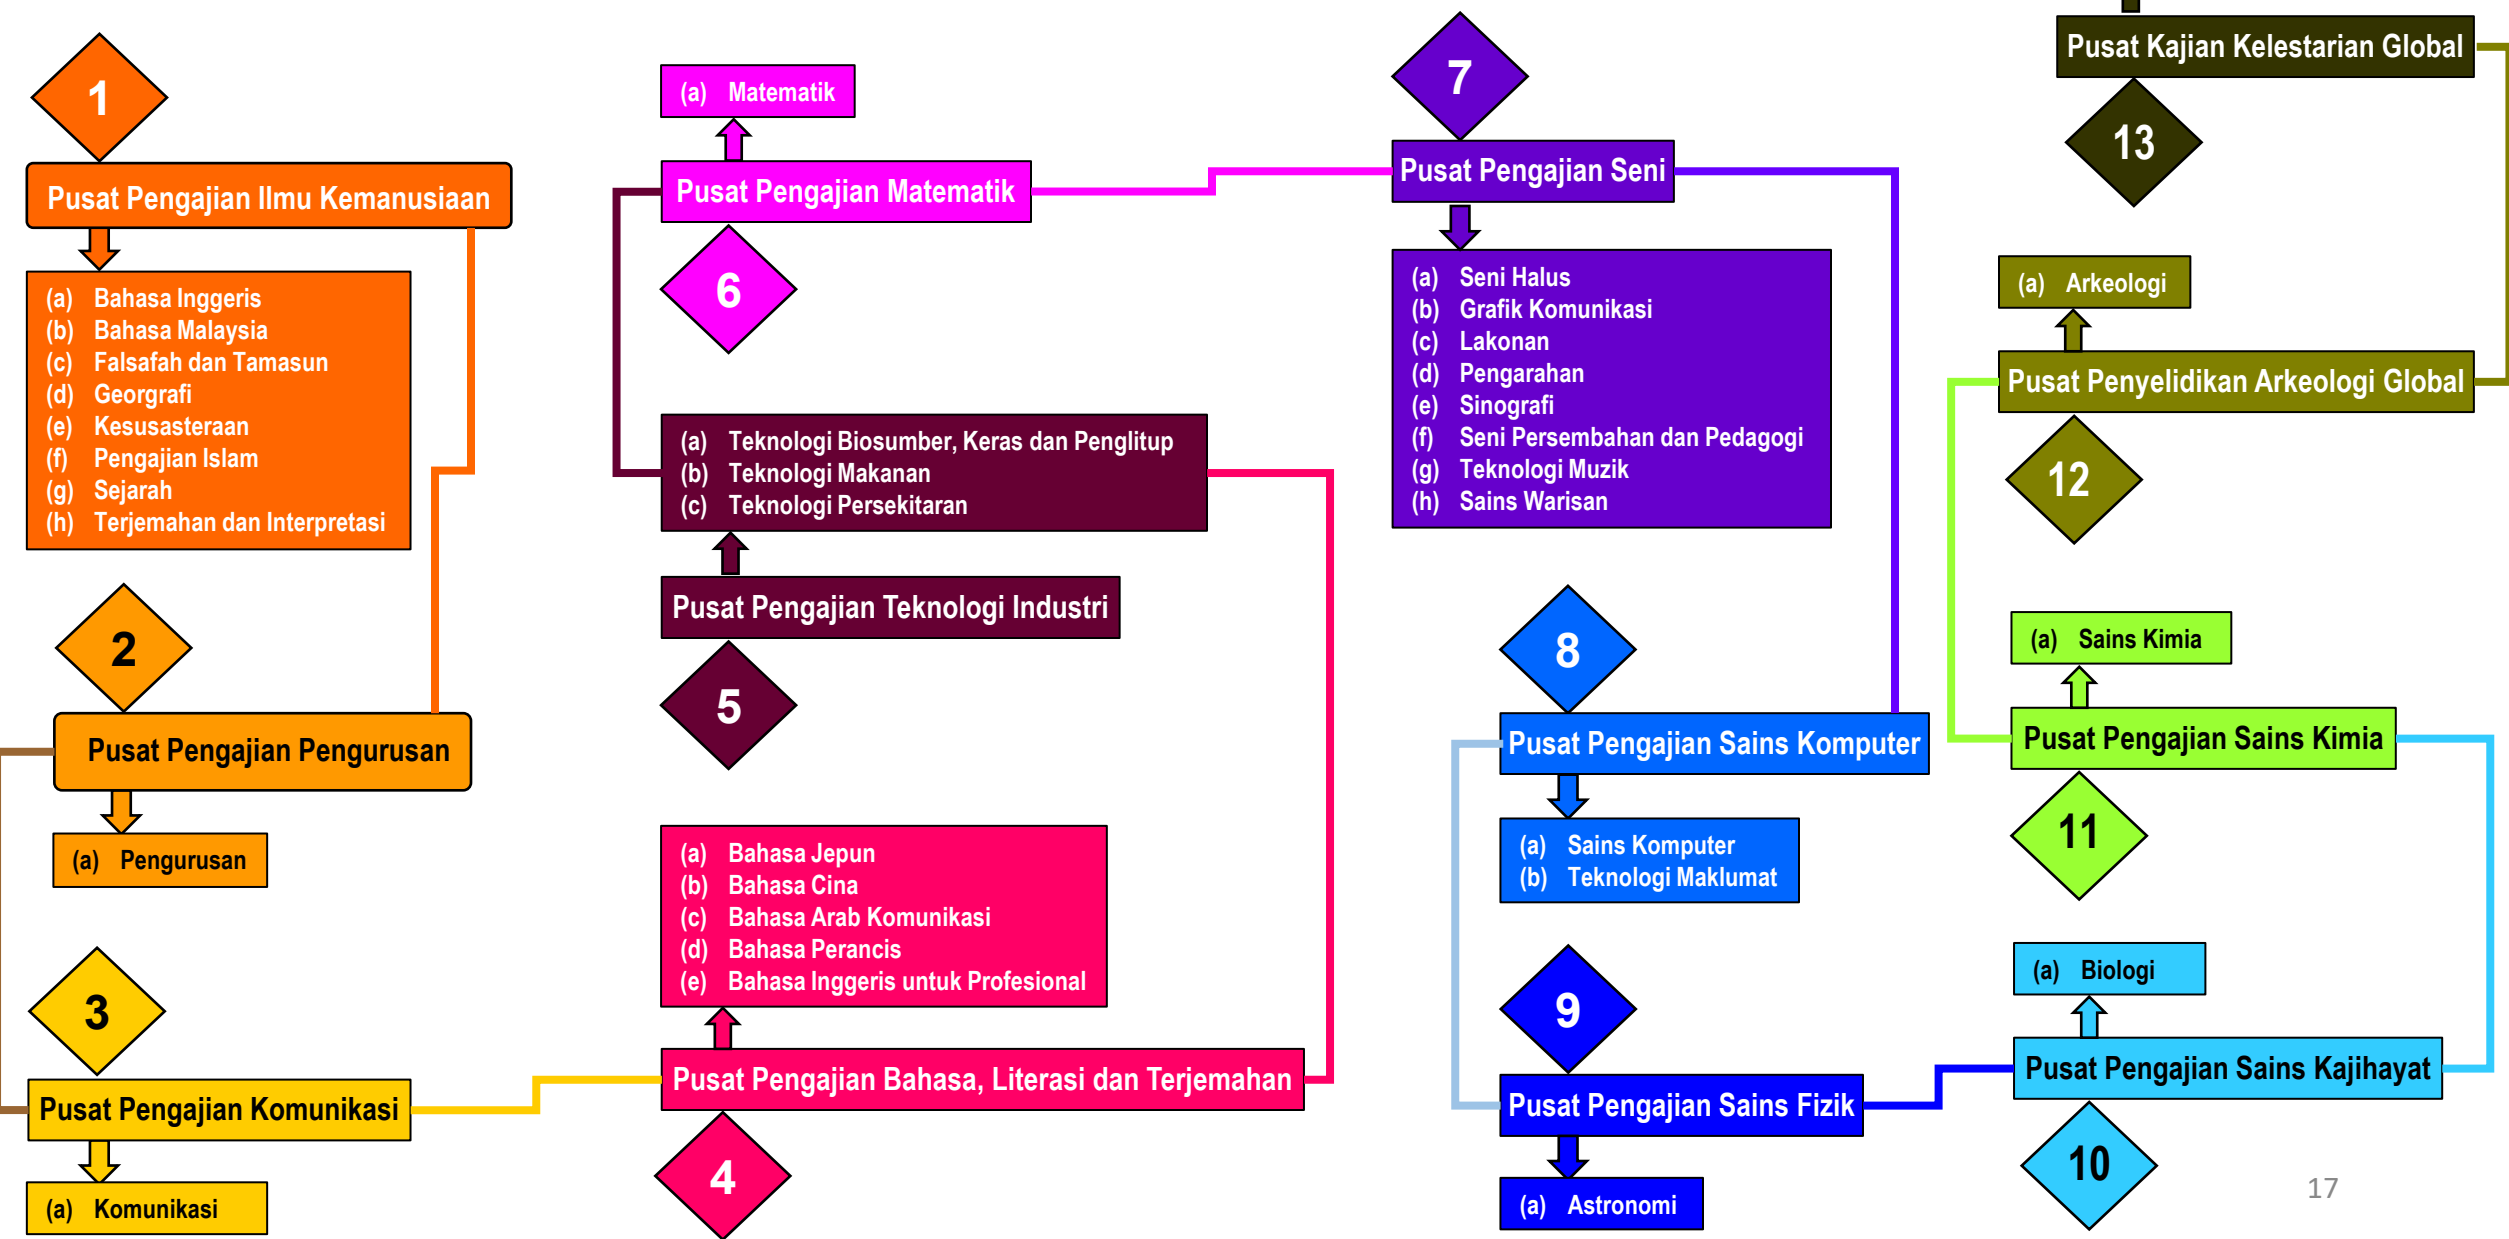 1
Pusat Pengajian Ilmu Kemanusiaan
(a) Bahasa Inggeris
(b) Bahasa Malaysia
(c) Falsafah dan Tamasun
(d) Georgrafi
(e) Kesusasteraan
(f) Pengajian Islam
(g) Sejarah
(h) Terjemahan dan Interpretasi
2
Pusat Pengajian Pengurusan
(a) Pengurusan
3
Pusat Pengajian Komunikasi
(a) Komunikasi
(a) Bahasa Jepun
(b) Bahasa Cina
(c) Bahasa Arab Komunikasi
(d) Bahasa Perancis
(e) Bahasa Inggeris untuk Profesional
Pusat Pengajian Bahasa, Literasi dan Terjemahan
4
(a) Teknologi Biosumber, Keras dan Penglitup
(b) Teknologi Makanan
(c) Teknologi Persekitaran
Pusat Pengajian Teknologi Industri
5
(a) Matematik
Pusat Pengajian Matematik
6
7
Pusat Pengajian Seni
(a) Seni Halus
(b) Grafik Komunikasi
(c) Lakonan
(d) Pengarahan
(e) Sinografi
(f) Seni Persembahan dan Pedagogi
(g) Teknologi Muzik
(h) Sains Warisan
8
Pusat Pengajian Sains Komputer
(a) Sains Komputer
(b) Teknologi Maklumat
9
Pusat Pengajian Sains Fizik
(a) Astronomi
(a) Biologi
Pusat Pengajian Sains Kajihayat
10
(a) Sains Kimia
Pusat Pengajian Sains Kimia
11
(a) Arkeologi
Pusat Penyelidikan Arkeologi Global
12
Pusat Kajian Kelestarian Global
13
17